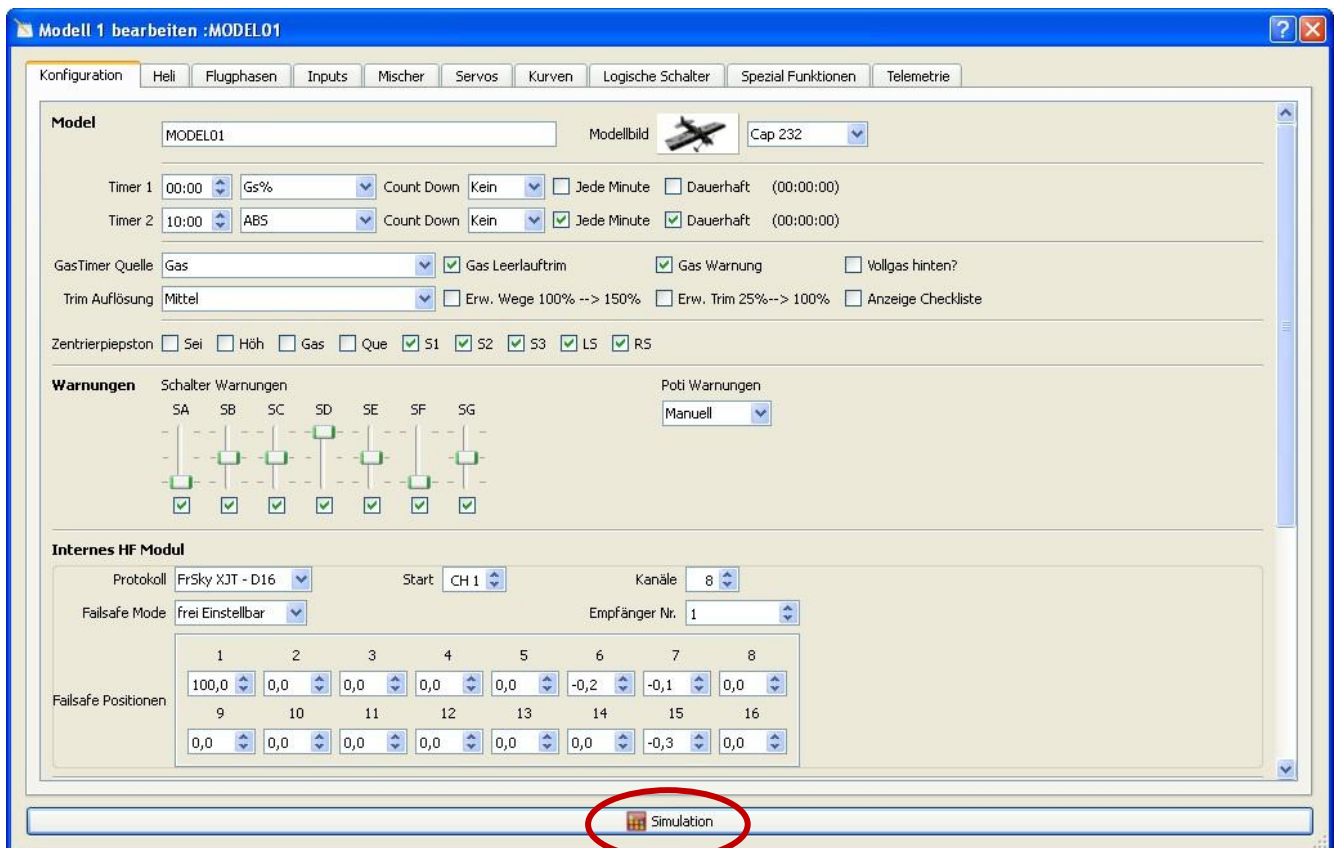 Modell 1 bearbeiten :MODEL01
Konfiguration Heli Flugphasen Inputs Mischer Servos Kurven Logische Schalter Spezial Funktionen Telemetrie
Model MODEL01 Modellbild Cap 232
Timer 1 00:00 Gs% Count Down Kein Jede Minute Dauerhaft (00:00:00)
Timer 2 10:00 ABS Count Down Kein Jede Minute Dauerhaft (00:00:00)
GasTimer Quelle Gas Gas Leerlauftrim Gas Warnung Vollgas hinten?
Trim Auflösung Mittel Erw. Wege 100% --> 150% Erw. Trim 25%--> 100% Anzeige Checkliste
Zentrierpiepston Sei Höh Gas Que S1 S2 S3 LS RS
Warnungen Schalter Warnungen Poti Warnungen
SA SB SC SD SE SF SG Manuell
Internes HF Modul
Protokoll FrSky XJT - D16 Start CH 1 Kanäle 8
Failsafe Mode frei Einstellbar Empfänger Nr. 1
1 2 3 4 5 6 7 8
100,0 0,0 0,0 0,0 0,0 -0,2 -0,1 0,0
Failsafe Positionen
9 10 11 12 13 14 15 16
0,0 0,0 0,0 0,0 0,0 0,0 -0,3 0,0
Simulation